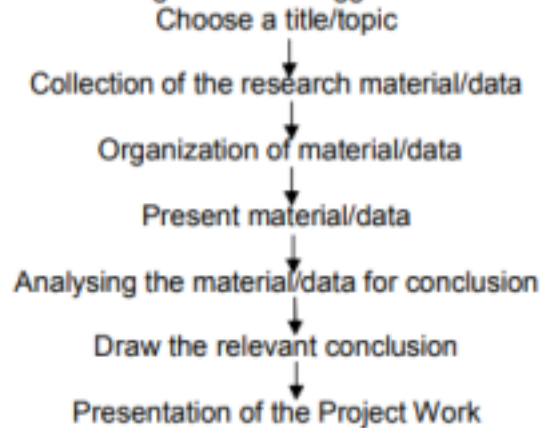 Choose a title/topic
Collection of the research material/data
Organization of material/data
Present material/data
Analysing the material/data for conclusion
Draw the relevant conclusion
Presentation of the Project Work